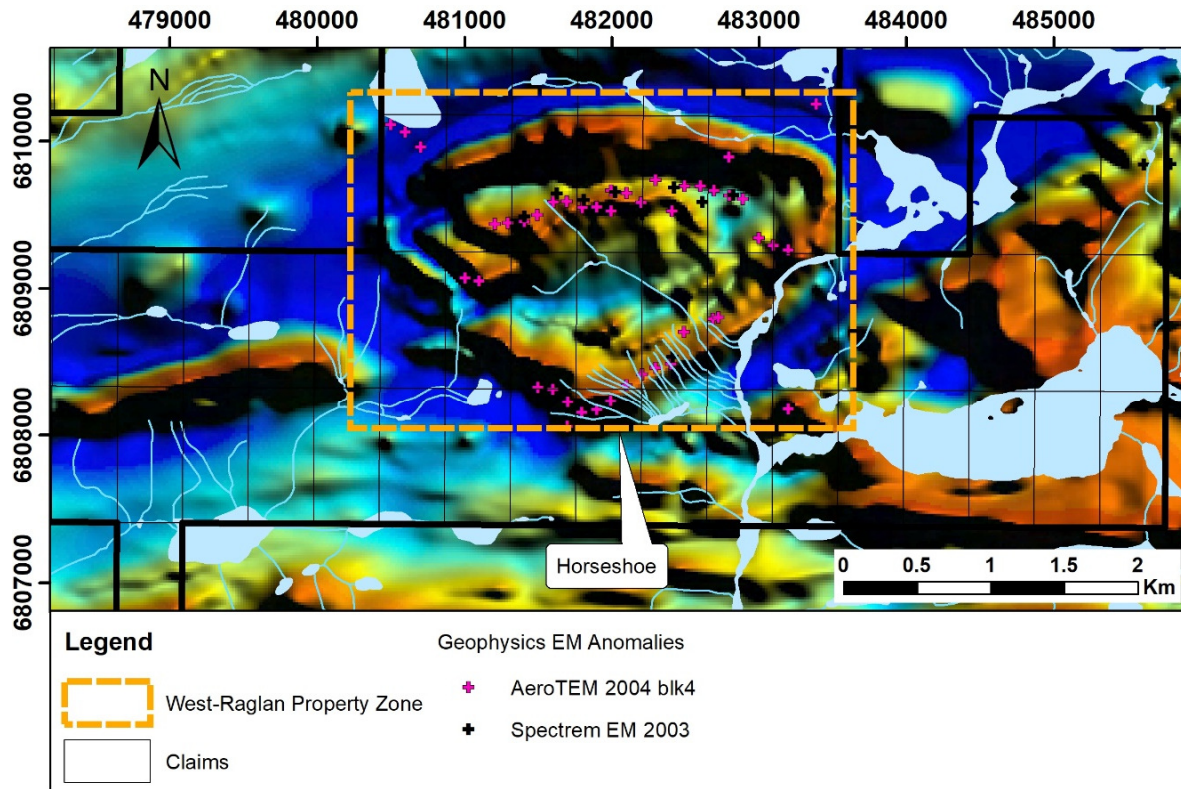 479000 480000 481000 482000 483000 484000 485000
N
6810000
6809000
6808000
6807000
Horseshoe
0 0.5 1 1.5 2
Km
Legend
West-Raglan Property Zone
Claims
Geophysics EM Anomalies
AeroTEM 2004 blk4
Spectrem EM 2003